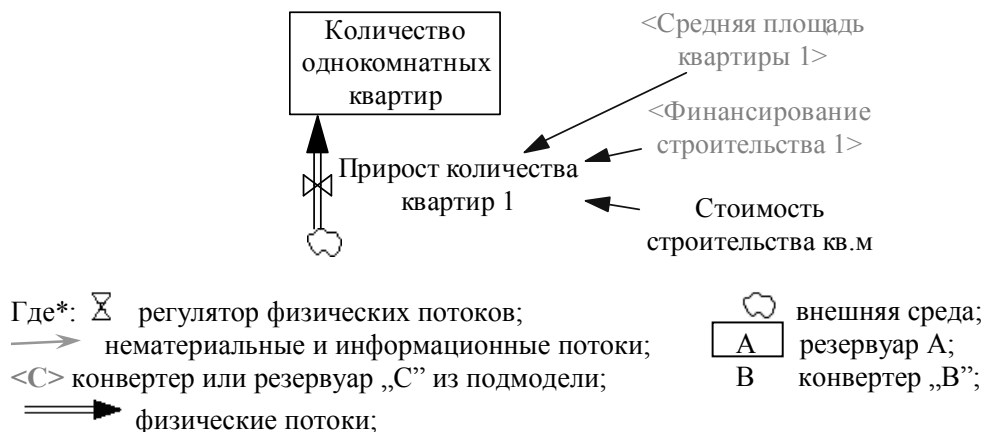 Количество
однокомнатных
квартир
<Средняя площадь
квартиры 1>
<Финансирование
строительства 1>
Прирост количества
квартир 1
Стоимость
строительства кв.м
Где*: регулятор физических потоков;
внешняя среда;
нематериальные и информационные потоки;
А резервуар А;
<С> конвертер или резервуар „С” из подмодели;
В конвертер „В”;
физические потоки;